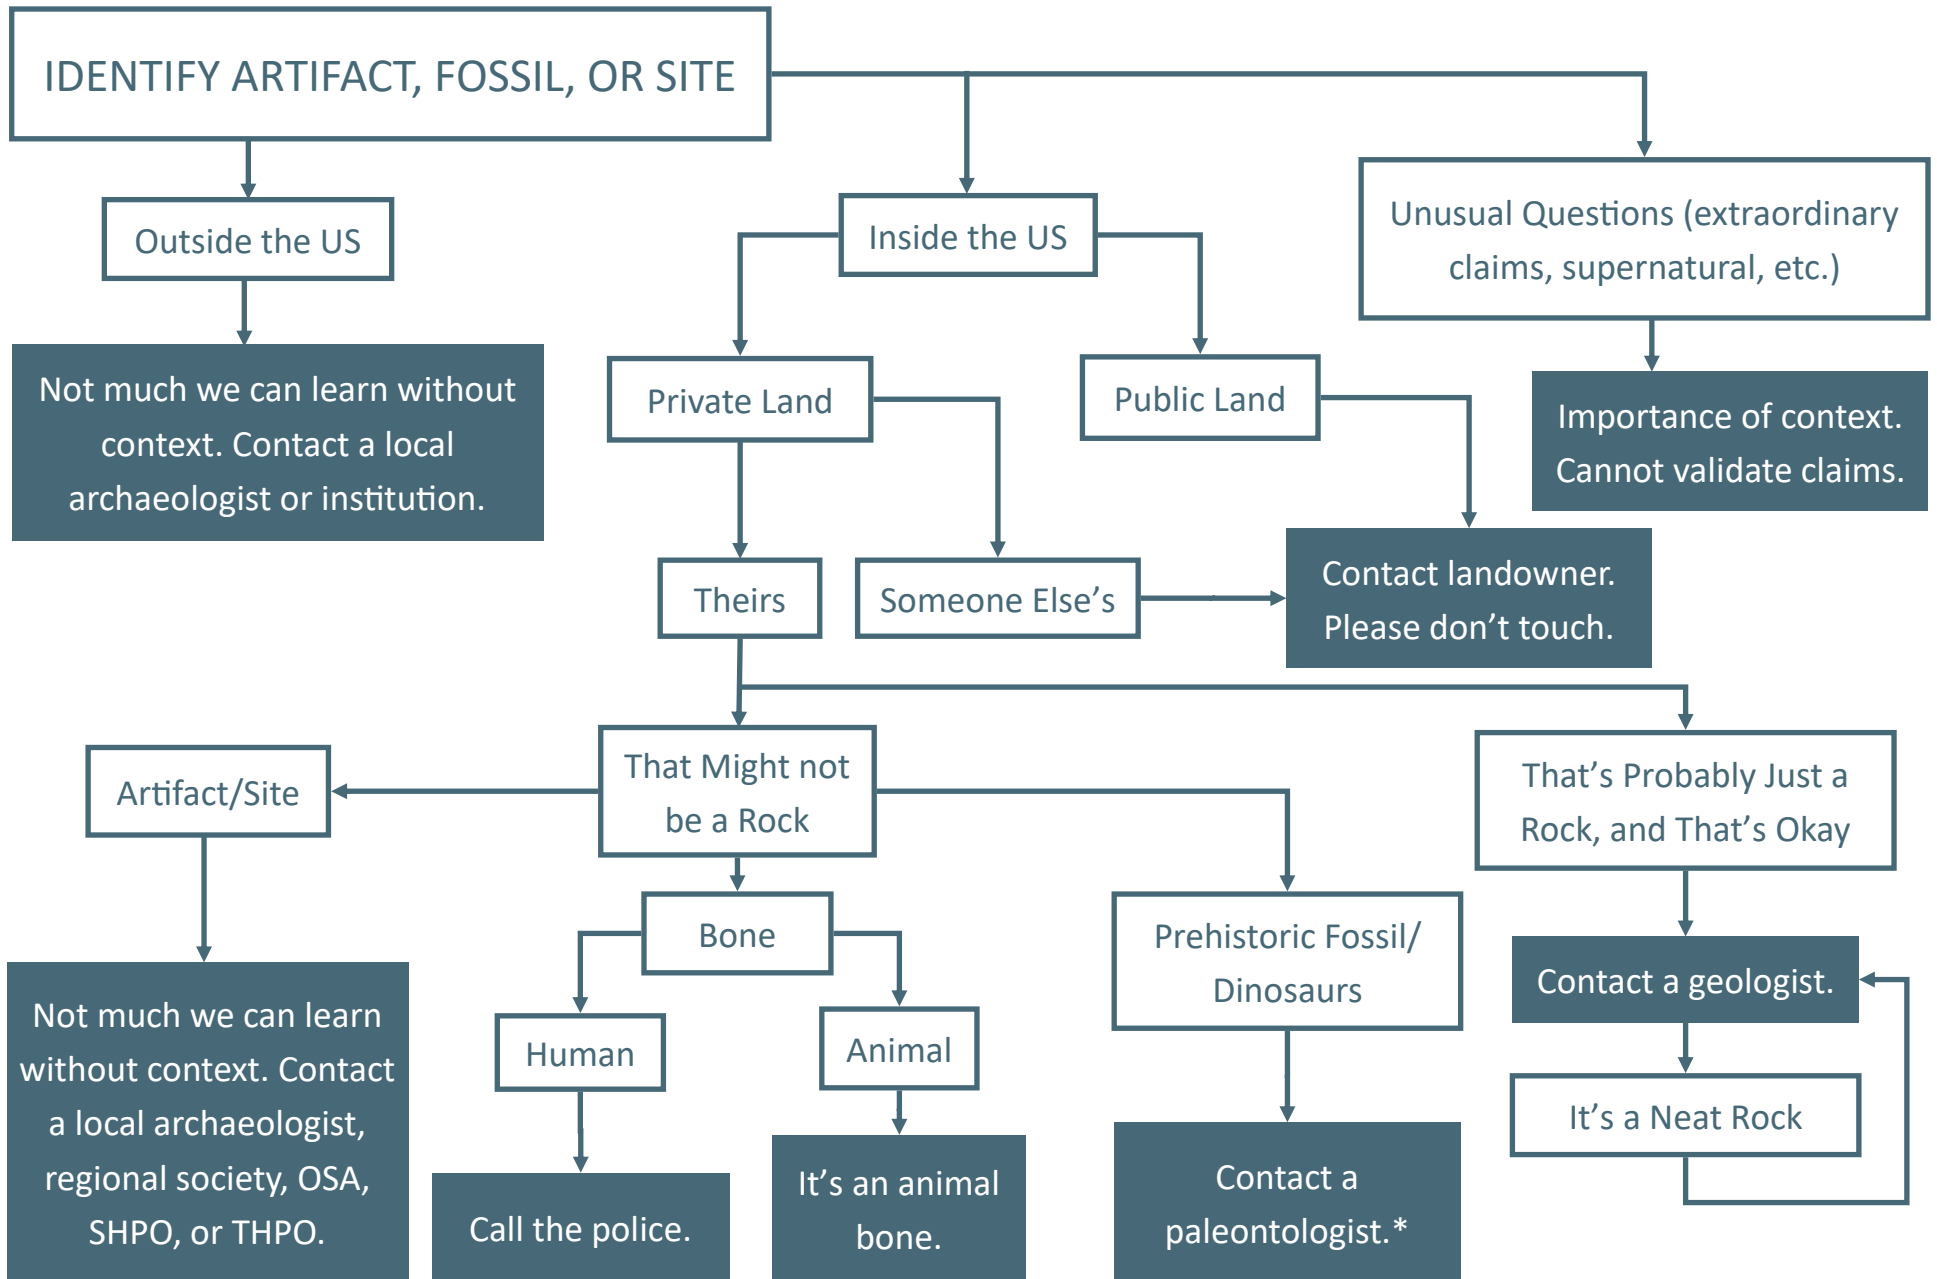 IDENTIFY ARTIFACT, FOSSIL, OR SITE
Outside the US
Not much we can learn without
context. Contact a local
archaeologist or institution.
Inside the US
Unusual Questions (extraordinary
claims, supernatural, etc.)
Importance of context.
Cannot validate claims.
Private Land
Public Land
Theirs
Someone Else’s
Contact landowner.
Please don’t touch.
Artifact/Site
That Might not
be a Rock
That’s Probably Just a
Rock, and That’s Okay
Not much we can learn
without context. Contact
a local archaeologist,
regional society, OSA,
SHPO, or THPO.
Bone
Human
Animal
Call the police.
It’s an animal
bone.
Prehistoric Fossil/
Dinosaurs
Contact a
paleontologist.*
Contact a geologist.
It’s a Neat Rock